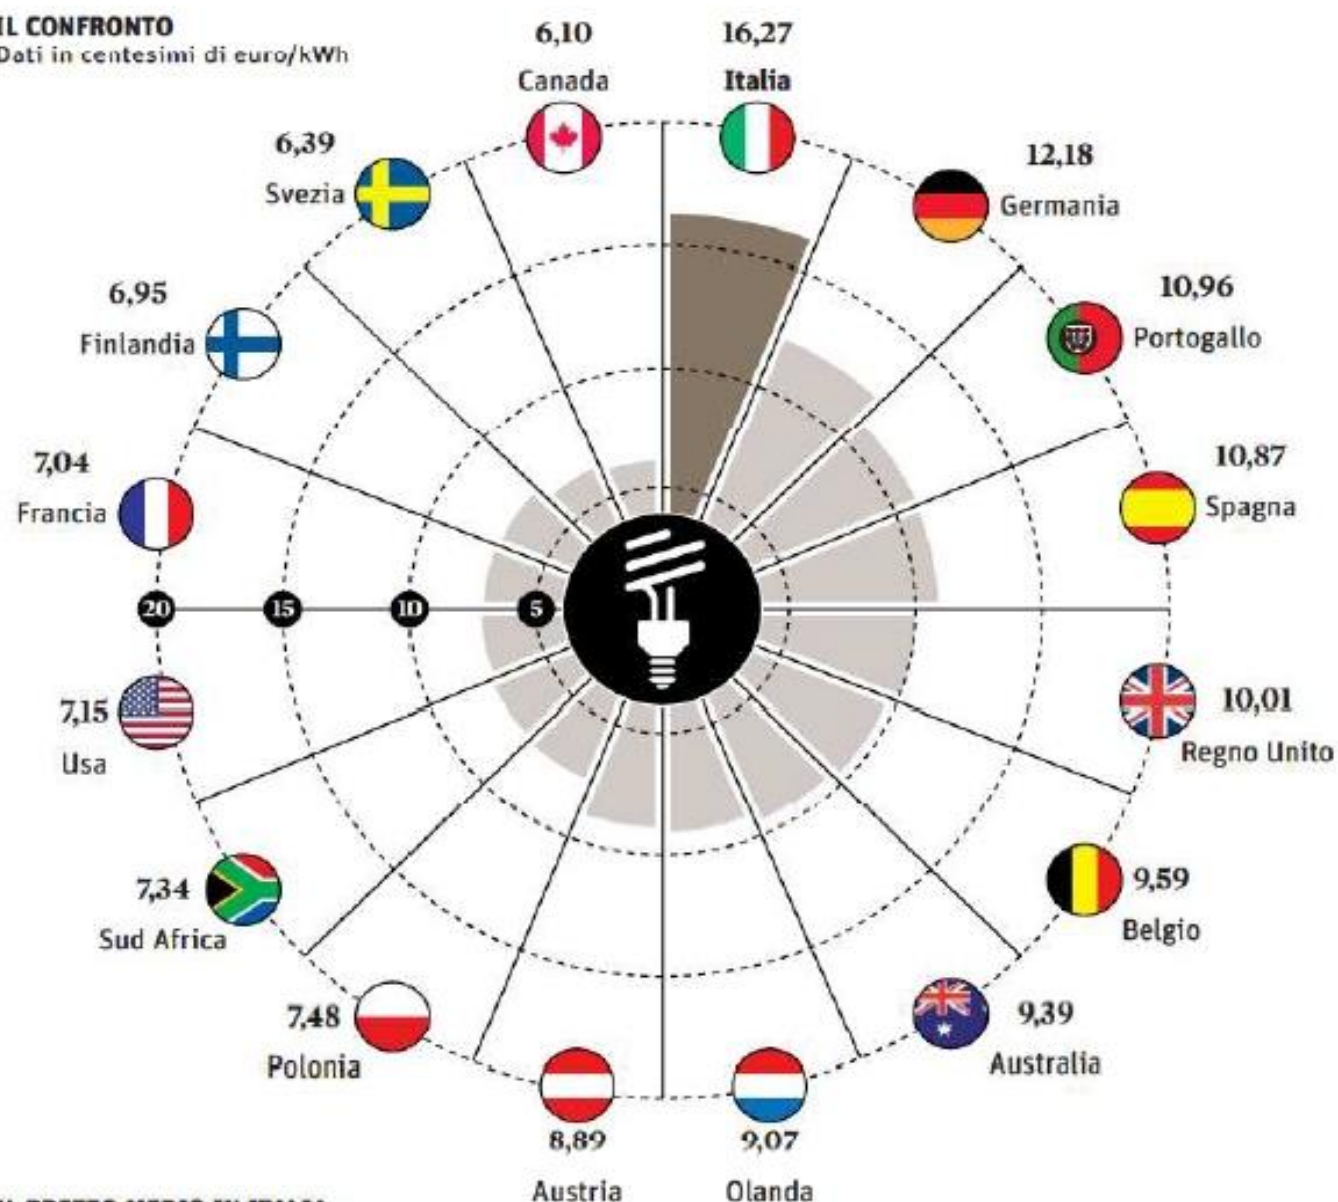 IL CONFRONTO
Dati in centesimi di euro/kWh
6,10
Canada
16,27
Italia
12,18
Germania
10,96
Portogallo
10,87
Spagna
10,01
Regno Unito
9,59
Belgio
9,39
Australia
9,07
Olanda
8,89
Austria
7,48
Polonia
7,34
Sud Africa
7,15
Usa
7,04
Francia
6,95
Finlandia
6,39
Svezia
20 15 10 5